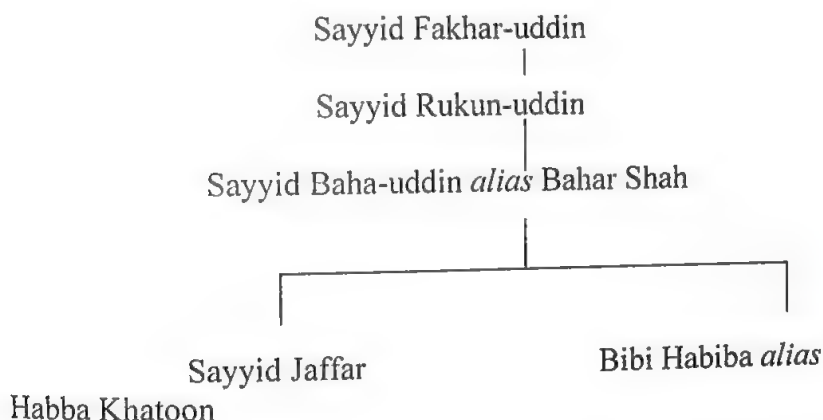 Sayyid Fakhar-uddin
Sayyid Rukun-uddin
Sayyid Baha-uddin alias Bahar Shah
Sayyid Jaffar Bibi Habiba alias
Habba Khatoon